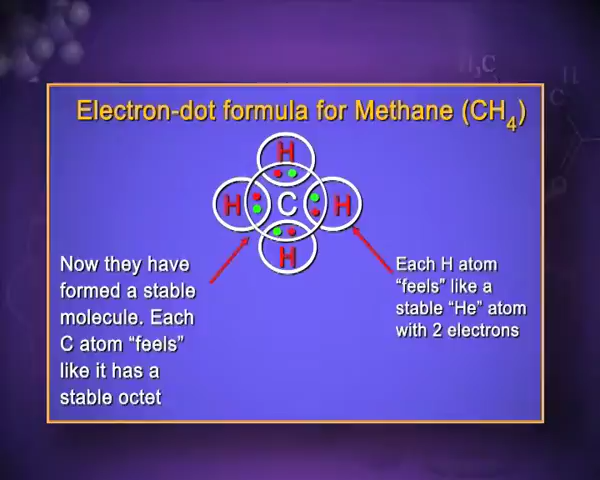 H₃C
H
C
Electron-dot formula for Methane (CH₄)
H
H C H
H
Now they have
formed a stable
molecule. Each
C atom “feels”
like it has a
stable octet
Each H atom
“feels” like a
stable “He” atom
with 2 electrons